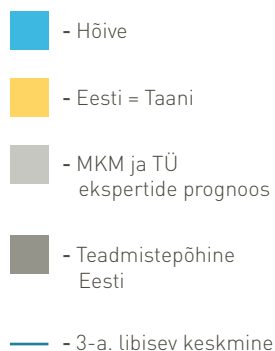 - Hõive
- Eesti = Taani
- MKM ja TÜ
ekspertide prognoos
- Teadmistepõhine
Eesti
- 3-a. libisev keskmine